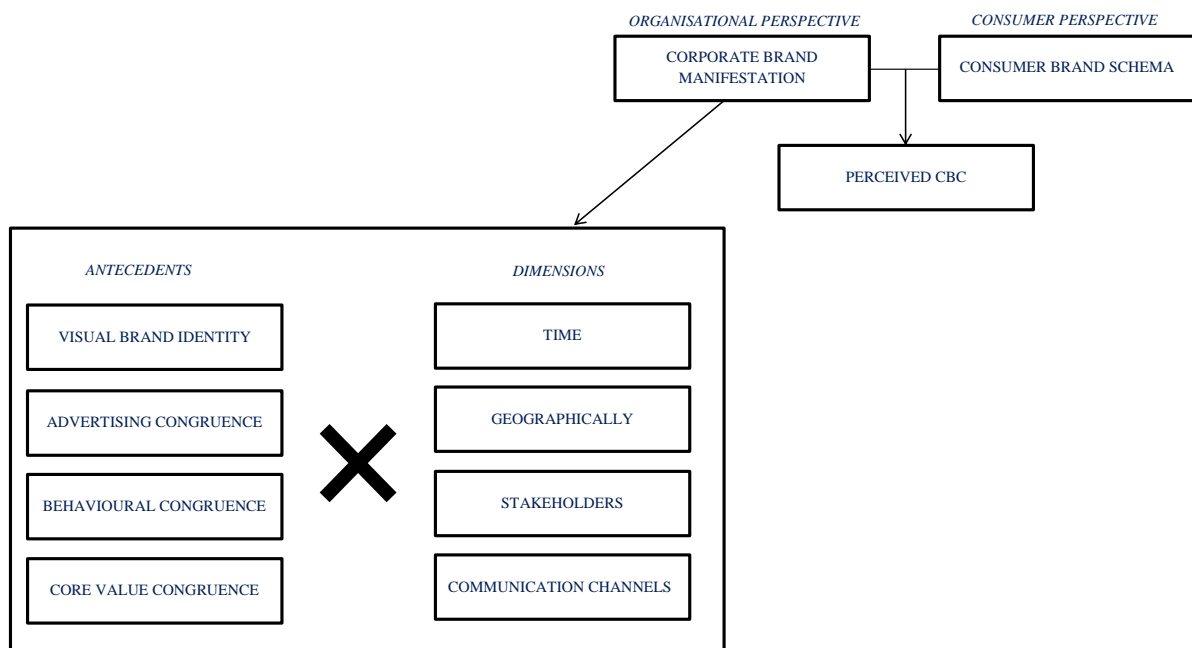 ORGANISATIONAL PERSPECTIVE
CONSUMER PERSPECTIVE
CORPORATE BRAND
MANIFESTATION
CONSUMER BRAND SCHEMA
PERCEIVED CBC
ANTECEDENTS
DIMENSIONS
VISUAL BRAND IDENTITY
TIME
ADVERTISING CONGRUENCE
GEOGRAPHICALLY
BEHAVIOURAL CONGRUENCE
STAKEHOLDERS
CORE VALUE CONGRUENCE
COMMUNICATION CHANNELS